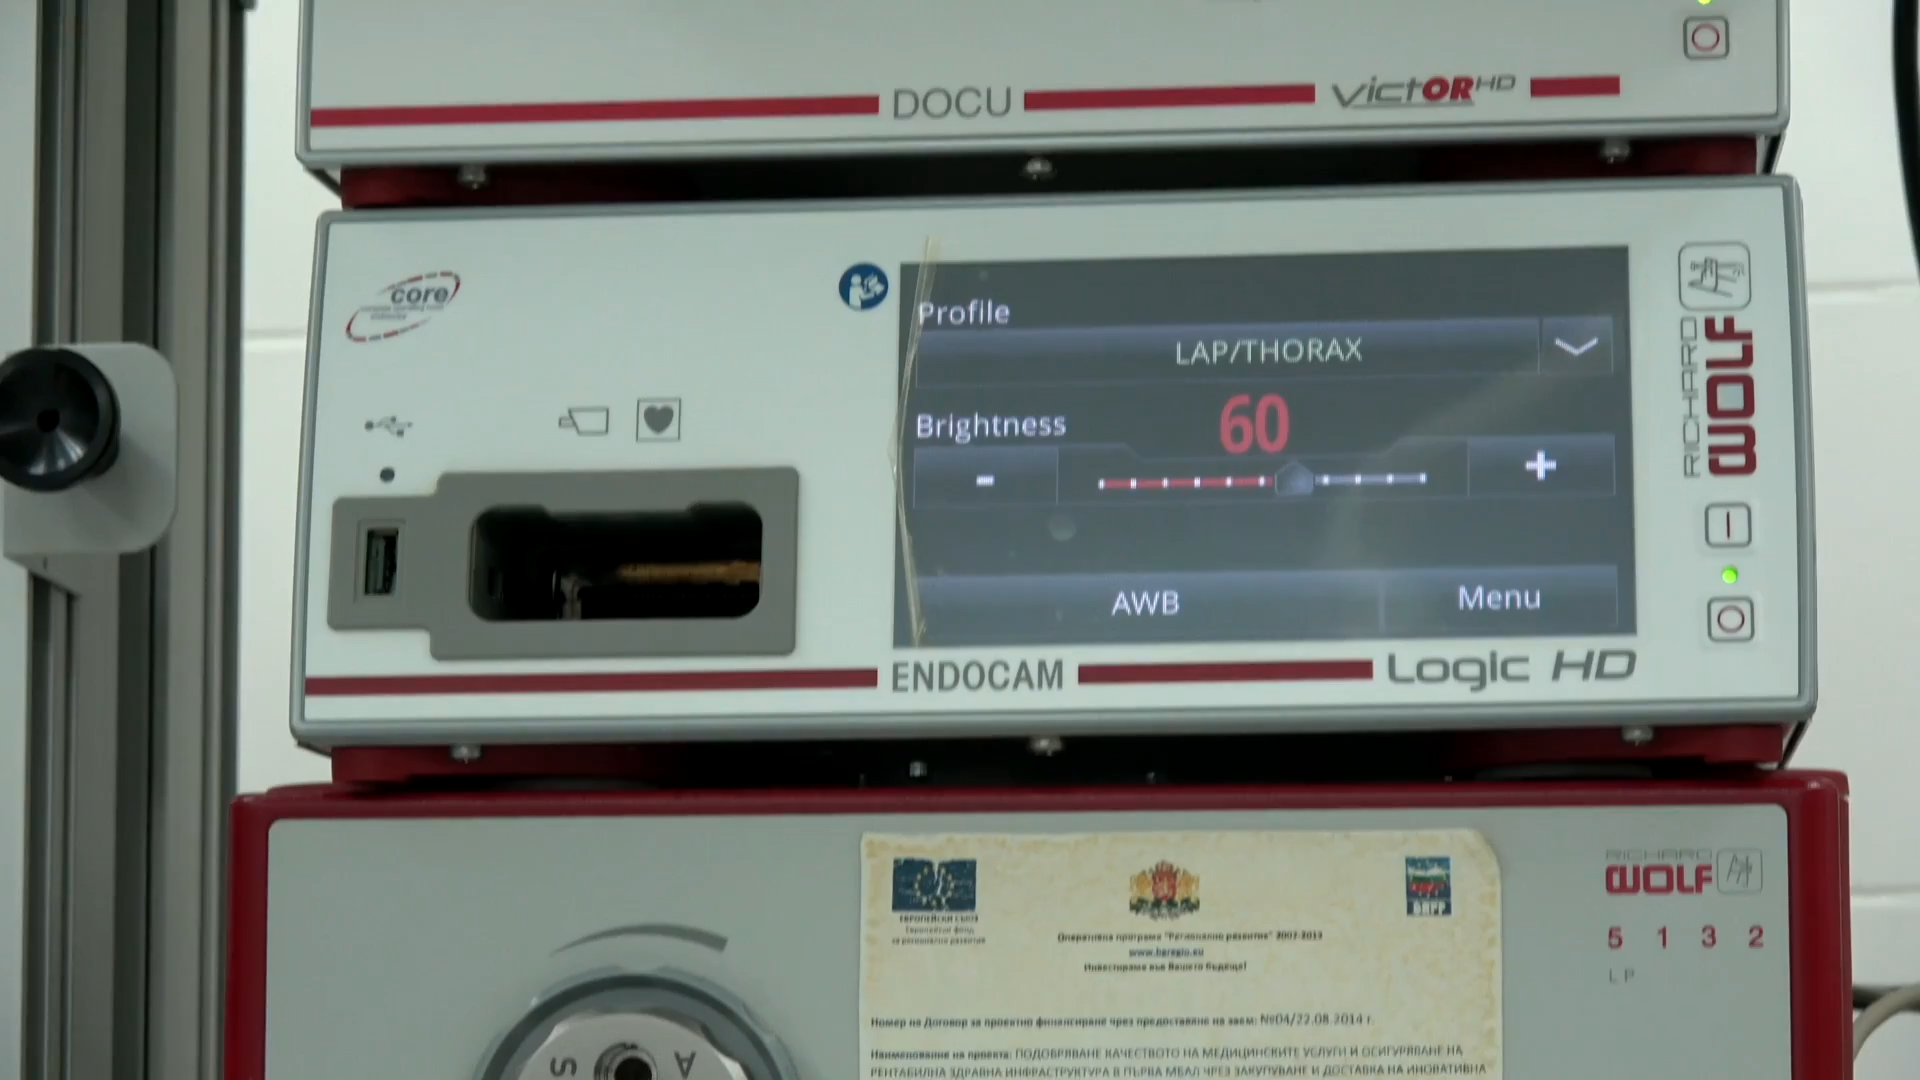 DOCU
VictOR HD
core
Profile
LAP/THORAX
Brightness
60
-
+
AWB
Menu
RICHARD
WOLF
ENDOCAM
Logic HD
RICHARD
WOLF
5 1 3 2
LP
ЕВРОПЕЙСКИ СЪЮЗ
Европейски фонд
за регионално развитие
Оперативна програма "Регионално развитие" 2007-2013
www.bgregio.eu
Инвестираме във Вашето бъдеще!
Номер на Договор за проектно финансиране чрез предоставяне на заем: №D4/22.08.2014 г.
Наименование на проекта: ПОДОБРЯВАНЕ КАЧЕСТВОТО НА МЕДИЦИНСКИТЕ УСЛУГИ И ОСИГУРЯВАНЕ НА
РЕНТАБИЛНА ЗДРАВНА ИНФРАСТРУКТУРА В ПЪРВА МБАЛ ЧРЕЗ ЗАКУПУВАНЕ И ДОСТАВКА НА ИНОВАТИВНА
S
A